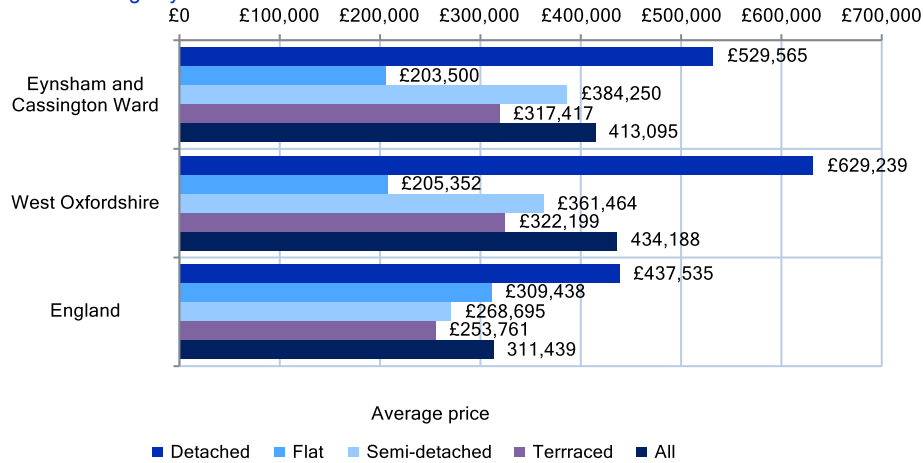 £0 £100,000 £200,000 £300,000 £400,000 £500,000 £600,000 £700,000
Eynsham and
Cassington Ward
£529,565
£203,500
£384,250
£317,417
413,095
West Oxfordshire
£629,239
£205,352
£361,464
£322,199
434,188
England
£437,535
£309,438
£268,695
£253,761
311,439
Average price
Detached Flat Semi-detached Terrraced All